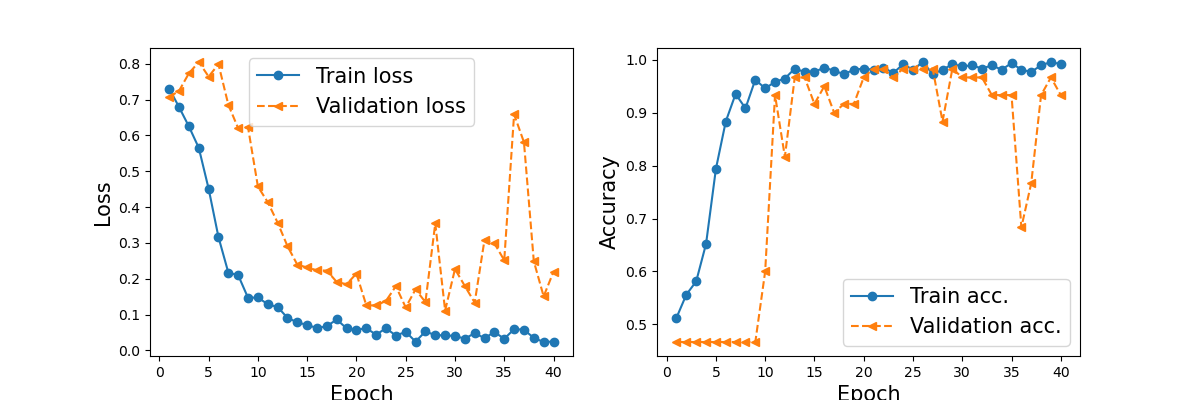 0.8
0.7
0.6
0.5
0.4
0.3
0.2
0.1
0.0
Loss
0 5 10 15 20 25 30 35 40
Epoch
Train loss
Validation loss
1.0
0.9
0.8
0.7
0.6
0.5
Accuracy
0 5 10 15 20 25 30 35 40
Epoch
Train acc.
Validation acc.